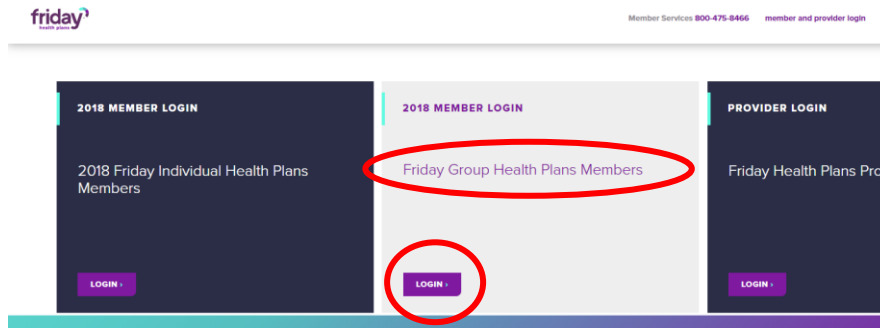 friday
health plans
Member Services 800-475-8466 member and provider login
2018 MEMBER LOGIN
2018 Friday Individual Health Plans
Members
LOGIN ›
2018 MEMBER LOGIN
Friday Group Health Plans Members
LOGIN ›
PROVIDER LOGIN
Friday Health Plans Pro
LOGIN ›